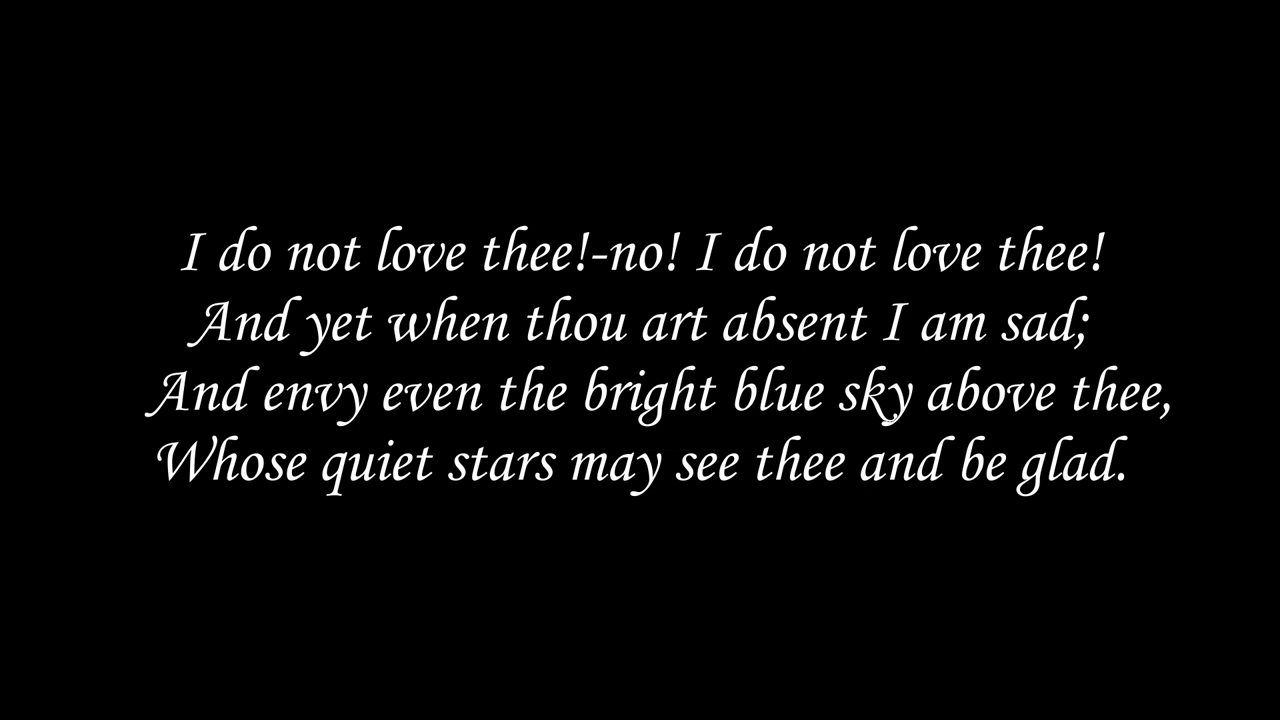 I do not love thee!-no! I do not love thee!
And yet when thou art absent I am sad;
And envy even the bright blue sky above thee,
Whose quiet stars may see thee and be glad.